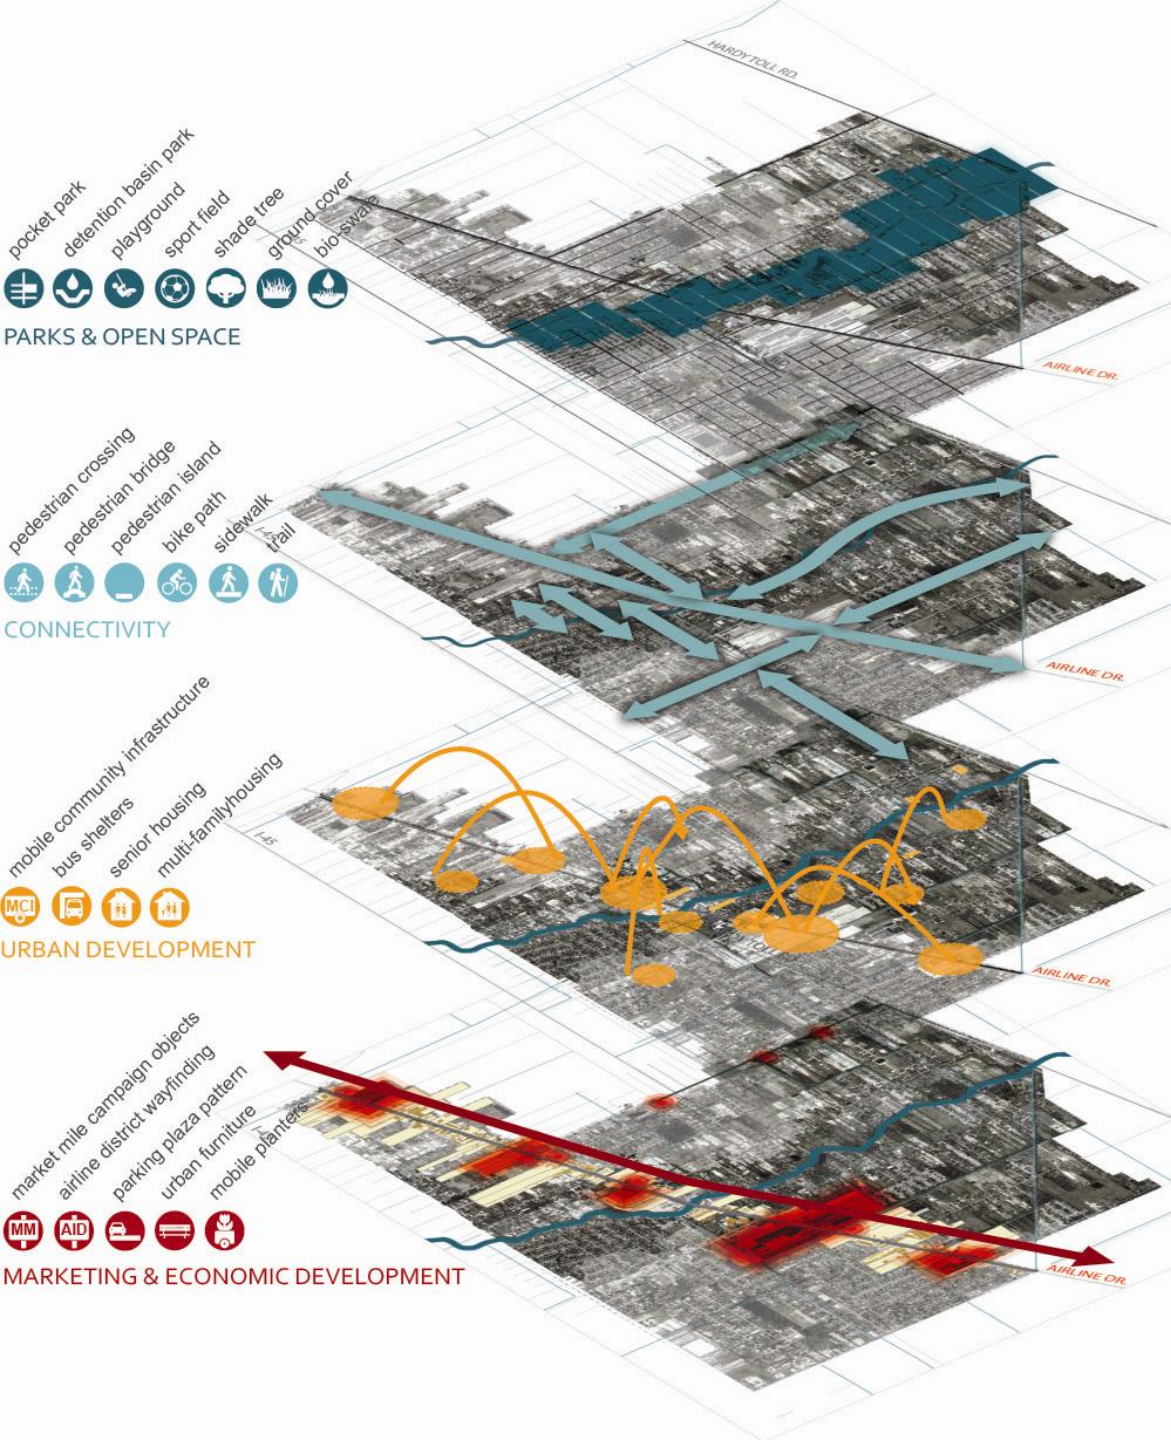 HARDY TOLL RD.
pocket park
detention basin park
playground
sport field
shade tree
ground cover
bio-swale
PARKS & OPEN SPACE
AIRLINE DR.
pedestrian crossing
pedestrian bridge
pedestrian island
bike path
sidewalk
trail
I-45
CONNECTIVITY
AIRLINE DR.
mobile community infrastructure
bus shelters
senior housing
multi-familyhousing
I-45
MCI
URBAN DEVELOPMENT
AIRLINE DR.
market mile campaign objects
airline district wayfinding
parking plaza pattern
urban furniture
mobile planters
MM
AID
MARKETING & ECONOMIC DEVELOPMENT
AIRLINE DR.